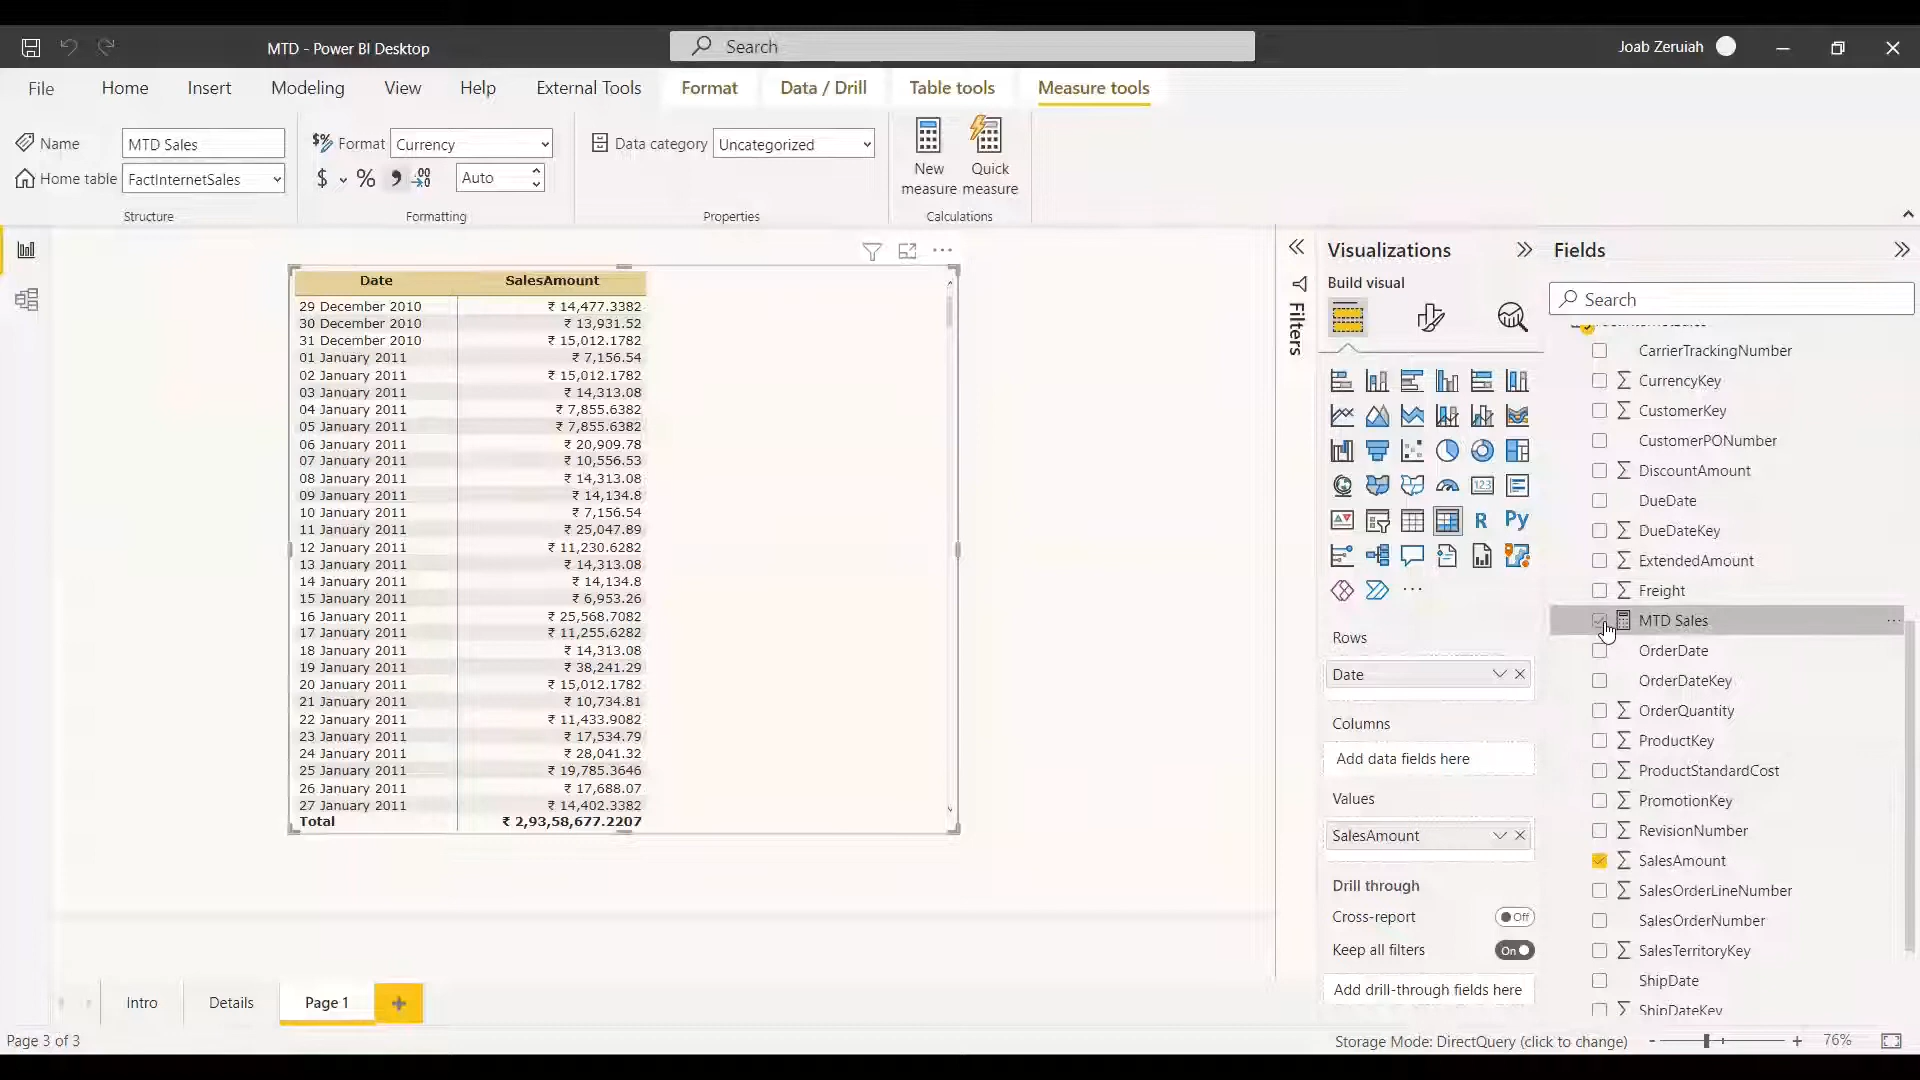 MTD - Power BI Desktop
Search
Joab Zeruiah
File
Home
Insert
Modeling
View
Help
External Tools
Format
Data / Drill
Table tools
Measure tools
Name
MTD Sales
Home table
FactInternetSales
Structure
$% Format
Currency
$ % 9 .00
Auto
Formatting
Data category
Uncategorized
Properties
New measure
Quick measure
Calculations
Date SalesAmount
29 December 2010 ₹ 14,477.3382
30 December 2010 ₹ 13,931.52
31 December 2010 ₹ 15,012.1782
01 January 2011 ₹ 7,156.54
02 January 2011 ₹ 15,012.1782
03 January 2011 ₹ 14,313.08
04 January 2011 ₹ 7,855.6382
05 January 2011 ₹ 7,855.6382
06 January 2011 ₹ 20,909.78
07 January 2011 ₹ 10,556.53
08 January 2011 ₹ 14,313.08
09 January 2011 ₹ 14,134.8
10 January 2011 ₹ 7,156.54
11 January 2011 ₹ 25,047.89
12 January 2011 ₹ 11,230.6282
13 January 2011 ₹ 14,313.08
14 January 2011 ₹ 14,134.8
15 January 2011 ₹ 6,953.26
16 January 2011 ₹ 25,568.7082
17 January 2011 ₹ 11,255.6282
18 January 2011 ₹ 14,313.08
19 January 2011 ₹ 38,241.29
20 January 2011 ₹ 15,012.1782
21 January 2011 ₹ 10,734.81
22 January 2011 ₹ 11,433.9082
23 January 2011 ₹ 17,534.79
24 January 2011 ₹ 28,041.32
25 January 2011 ₹ 19,785.3646
26 January 2011 ₹ 17,688.07
27 January 2011 ₹ 14,402.3382
Total ₹ 2,93,58,677.2207
Filters
Visualizations
Build visual
123
R
Py
Rows
Date
Columns
Add data fields here
Values
SalesAmount
Drill through
Cross-report
Off
Keep all filters
On
Add drill-through fields here
Fields
Search
CarrierTrackingNumber
CurrencyKey
CustomerKey
CustomerPONumber
DiscountAmount
DueDate
DueDateKey
ExtendedAmount
Freight
MTD Sales
OrderDate
OrderDateKey
OrderQuantity
ProductKey
ProductStandardCost
PromotionKey
RevisionNumber
SalesAmount
SalesOrderLineNumber
SalesOrderNumber
SalesTerritoryKey
ShipDate
ShipDateKey
Intro
Details
Page 1
Page 3 of 3
Storage Mode: DirectQuery (click to change)
76%